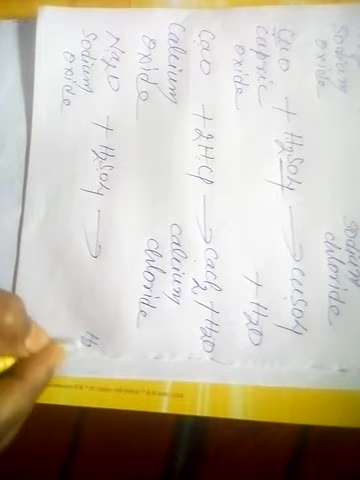 sodium sodium
oxide chloride
CuO + H2SO4 → CuSO4
cupric + H2O
oxide
CaO + 2HCl → CaCl2 + H2O
Calcium calcium
oxide chloride
Na2O + H2SO4 →
sodium
oxide